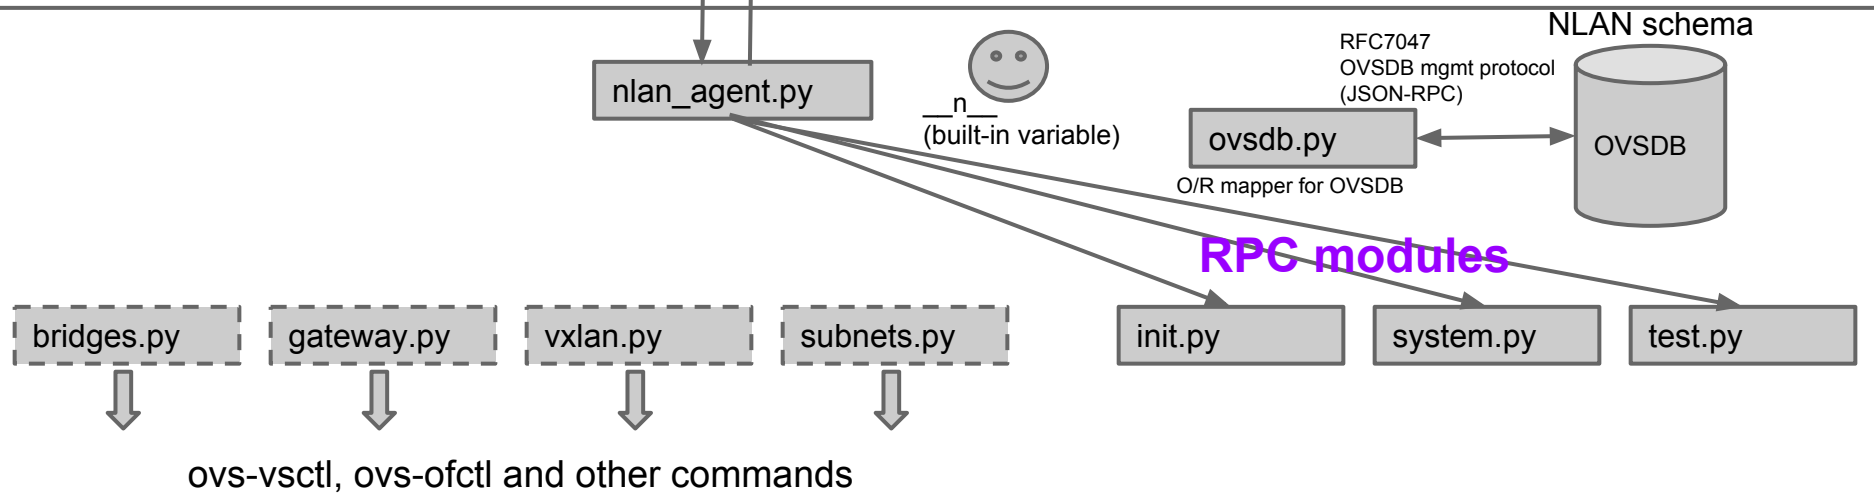 NLAN schema
RFC7047
OVSDB mgmt protocol
(JSON-RPC)
nlan_agent.py
__n__
(built-in variable)
ovsdb.py
OVSDB
O/R mapper for OVSDB
RPC modules
bridges.py
gateway.py
vxlan.py
subnets.py
init.py
system.py
test.py
ovs-vsctl, ovs-ofctl and other commands